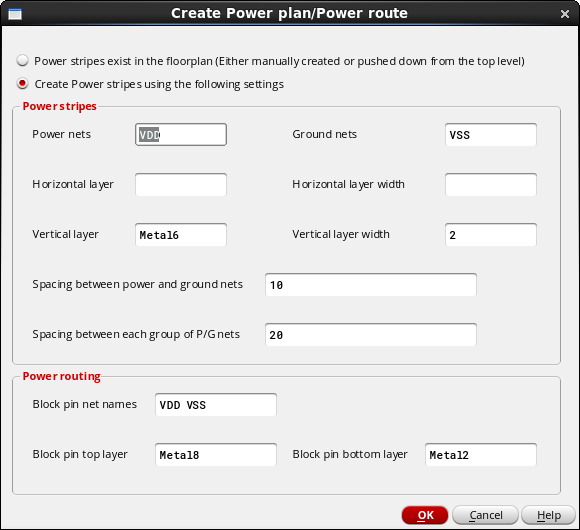 Create Power plan/Power route
Power stripes exist in the floorplan (Either manually created or pushed down from the top level)
Create Power stripes using the following settings
Power stripes
Power nets VDD Ground nets VSS
Horizontal layer Horizontal layer width
Vertical layer Metal6 Vertical layer width 2
Spacing between power and ground nets 10
Spacing between each group of P/G nets 20
Power routing
Block pin net names VDD VSS
Block pin top layer Metal8 Block pin bottom layer Metal2
OK Cancel Help